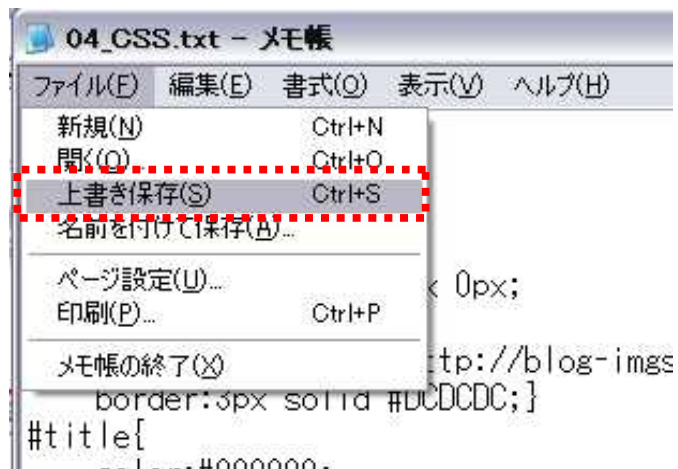 04_CSS.txt - メモ帳
ファイル(F) 編集(E) 書式(O) 表示(V) ヘルプ(H)
新規(N) Ctrl+N
開く(O)... Ctrl+O
上書き保存(S) Ctrl+S
名前を付けて保存(A)...
ページ設定(U)...
x 0px;
印刷(P)... Ctrl+P
メモ帳の終了(X)
ttp://blog-imgs
border:3px solid #DCDCDC;}
#title{
color:#000000;